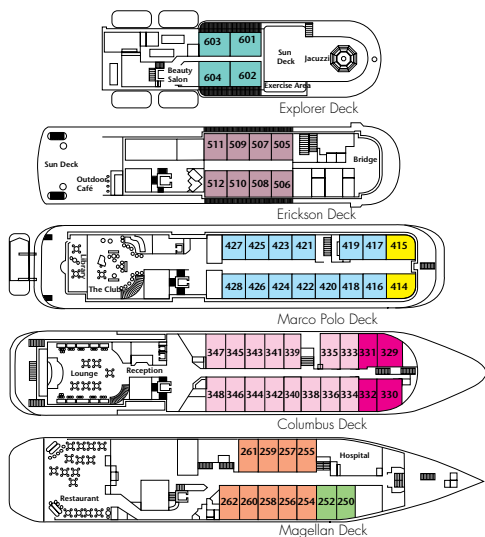 603 601
Sun
Deck
Jacuzzi
Beauty
Salon
604 602
Exercise Area
Explorer Deck
511 509 507 505
Sun Deck
Bridge
Outdoor
Café
512 510 508 506
Erickson Deck
427 425 423 421 419 417 415
Library
The Club
428 426 424 422 420 418 416 414
Marco Polo Deck
347 345 343 341 339 335 333 331 329
Lounge
Reception
348 346 344 342 340 338 336 334 332 330
Columbus Deck
261 259 257 255
Hospital
Restaurant
262 260 258 256 254 252 250
Magellan Deck